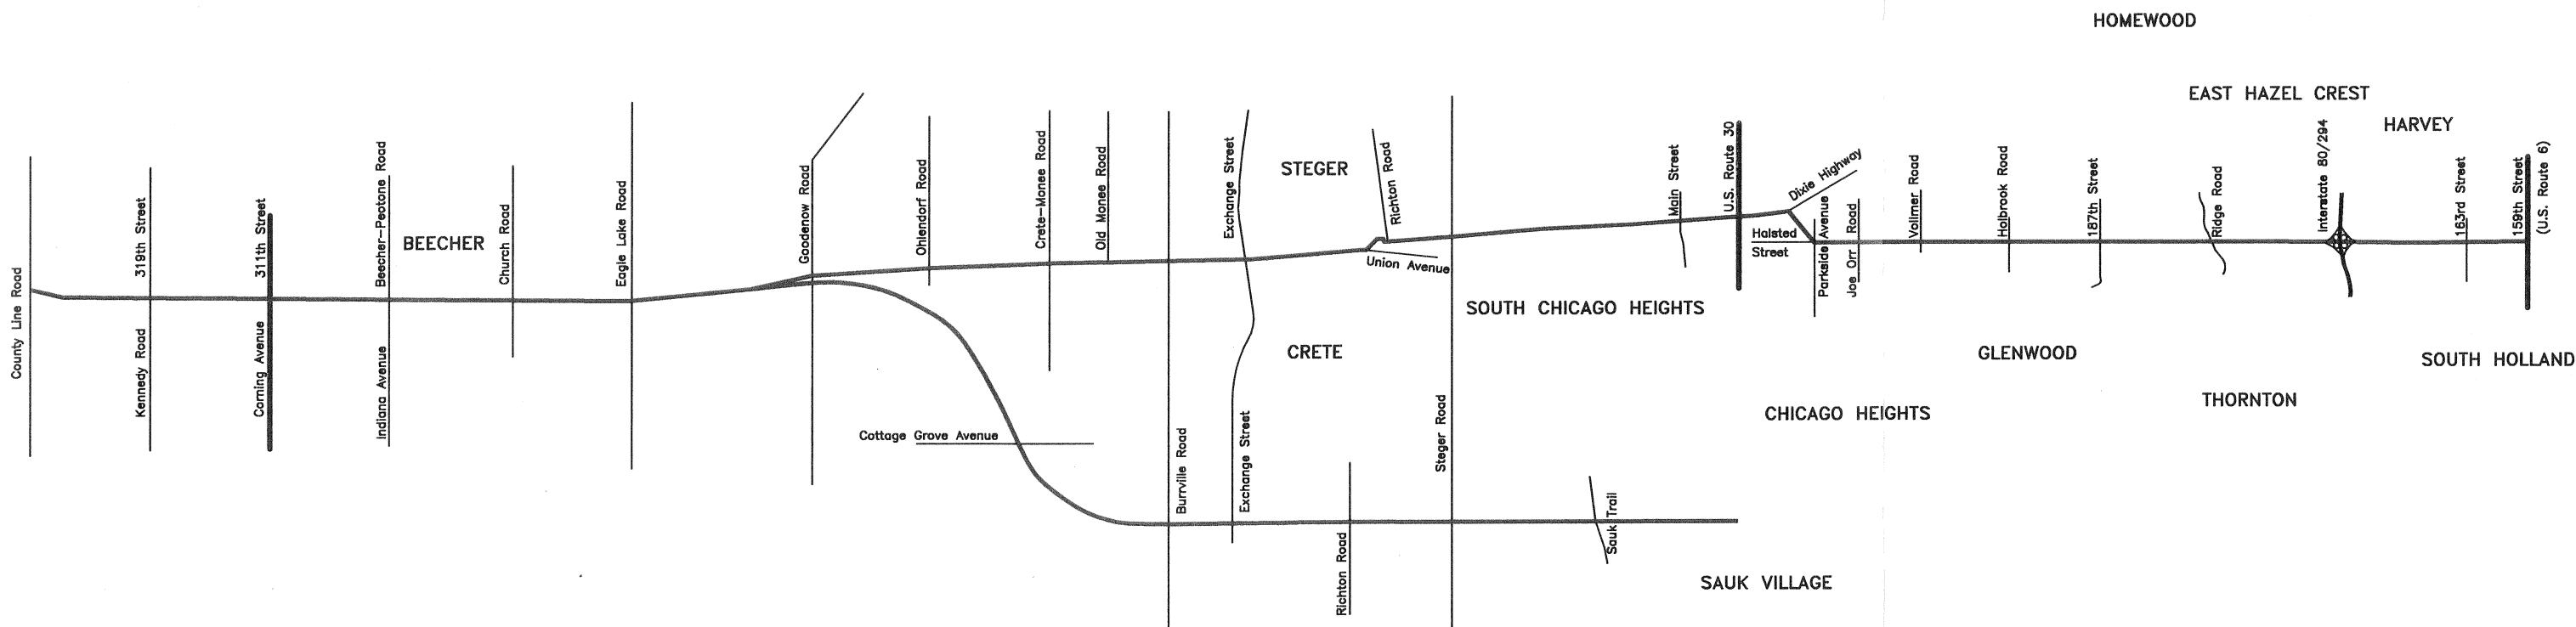 HOMEWOOD
EAST HAZEL CREST
HARVEY
County Line Road
319th Street
Kennedy Road
311th Street
Corning Avenue
Beecher-Peotone Road
Indiana Avenue
BEECHER
Church Road
Eagle Lake Road
Goodenow Road
Ohlendorf Road
Crete-Monee Road
Old Monee Road
Cottage Grove Avenue
Burrville Road
Exchange Street
Exchange Street
STEGER
CRETE
Richton Road
Union Avenue
Richton Road
Steger Road
SOUTH CHICAGO HEIGHTS
Sauk Trail
Main Street
U.S. Route 30
SAUK VILLAGE
Dixie Highway
Halsted
Street
Parkside Avenue
Joe Orr Road
CHICAGO HEIGHTS
Vollmer Road
Holbrook Road
GLENWOOD
187th Street
Ridge Road
THORNTON
Interstate 80/294
163rd Street
159th Street
(U.S. Route 6)
SOUTH HOLLAND